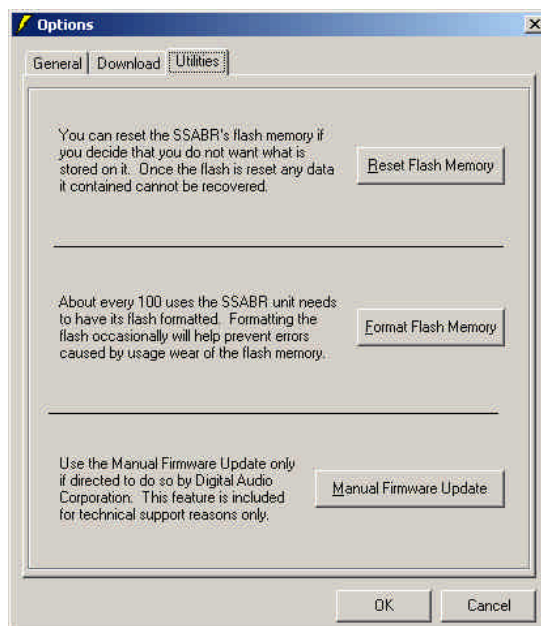 Options
General
Download
Utilities
You can reset the SSABR's flash memory if
you decide that you do not want what is
stored on it. Once the flash is reset any data
it contained cannot be recovered.
Reset Flash Memory
About every 100 uses the SSABR unit needs
to have its flash formatted. Formatting the
flash occasionally will help prevent errors
caused by usage wear of the flash memory.
Format Flash Memory
Use the Manual Firmware Update only
if directed to do so by Digital Audio
Corporation. This feature is included
for technical support reasons only.
Manual Firmware Update
OK
Cancel